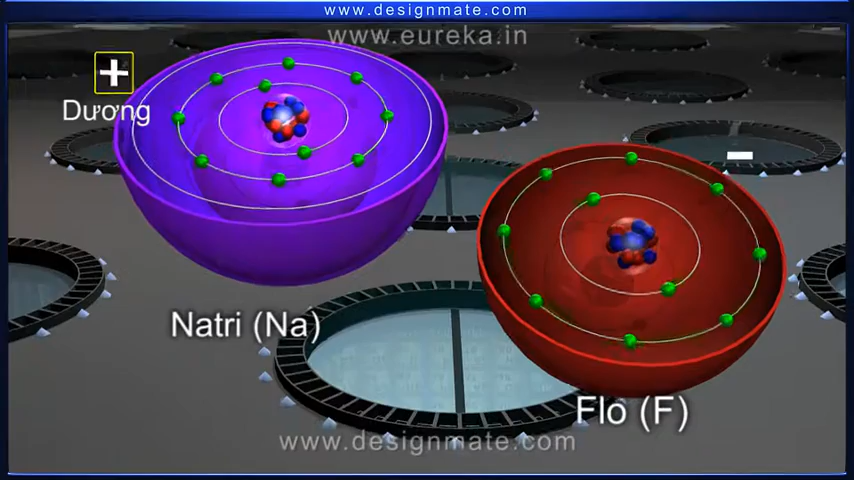 www.designmate.com
www.eureka.in
+
Dương
-
Natri (Na)
Flo (F)
www.designmate.com